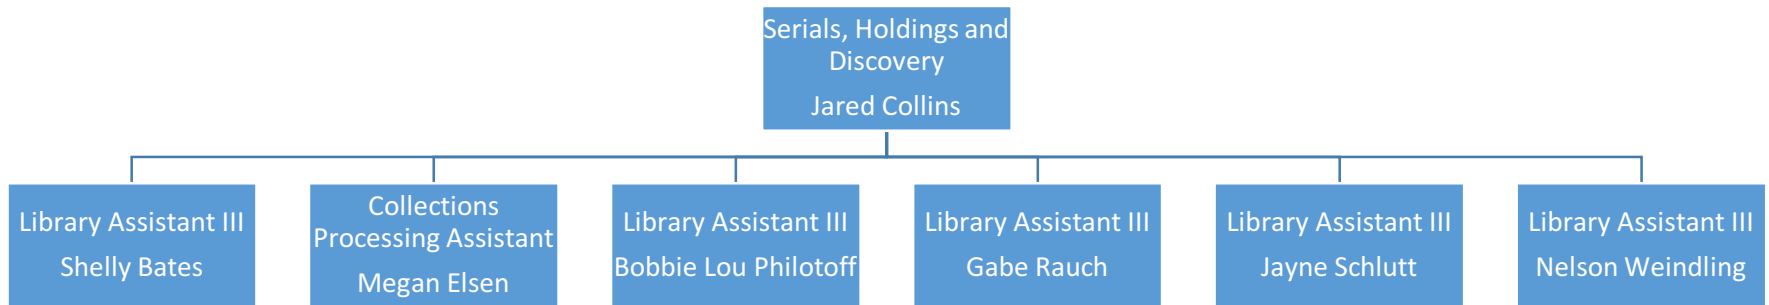 Serials, Holdings and
Discovery
Jared Collins
Library Assistant III
Shelly Bates
Collections
Processing Assistant
Megan Elsen
Library Assistant III
Bobbie Lou Philotoff
Library Assistant III
Gabe Rauch
Library Assistant III
Jayne Schlutt
Library Assistant III
Nelson Weindling